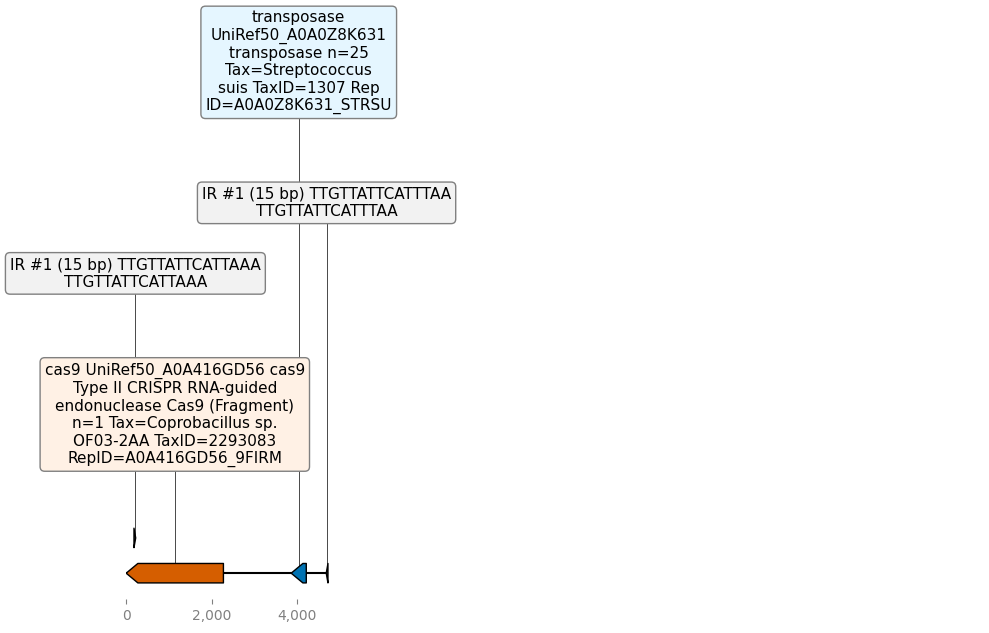 transposase
UniRef50_A0A0Z8K631
transposase n=25
Tax=Streptococcus
suis TaxID=1307 Rep
ID=A0A0Z8K631_STRSU
IR #1 (15 bp) TTGTTATTCATTTAA
TTGTTATTCATTTAA
IR #1 (15 bp) TTGTTATTCATTAAA
TTGTTATTCATTAAA
cas9 UniRef50_A0A416GD56 cas9
Type II CRISPR RNA-guided
endonuclease Cas9 (Fragment)
n=1 Tax=Coprobacillus sp.
OF03-2AA TaxID=2293083
RepID=A0A416GD56_9FIRM
0 2,000 4,000